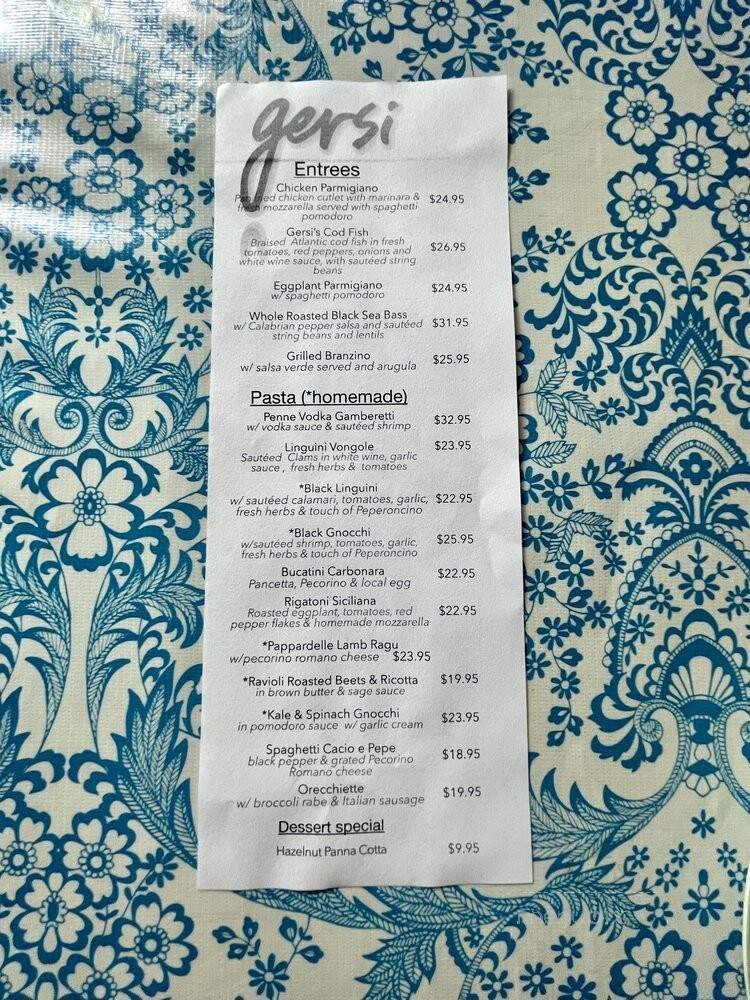 gersi
Entrees
Chicken Parmigiano
Pan fried chicken cutlet with marinara & $24.95
fresh mozzarella served with spaghetti
pomodoro
Gersi's Cod Fish
Braised Atlantic cod fish in fresh
tomatoes, red peppers, onions and $26.95
white wine sauce, with sautéed string
beans
Eggplant Parmigiano $24.95
w/ spaghetti pomodoro
Whole Roasted Black Sea Bass
w/ Calabrian pepper salsa and sautéed $31.95
string beans and lentils
Grilled Branzino $25.95
w/ salsa verde served and arugula
Pasta (*homemade)
Penne Vodka Gamberetti $32.95
w/ vodka sauce & sautéed shrimp
Linguini Vongole $23.95
Sautéed Clams in white wine, garlic
sauce , fresh herbs & tomatoes
*Black Linguini
w/ sautéed calamari, tomatoes, garlic, $22.95
fresh herbs & touch of Peperoncino
*Black Gnocchi
w/sautéed shrimp, tomatoes, garlic, $25.95
fresh herbs & touch of Peperoncino
Bucatini Carbonara $22.95
Pancetta, Pecorino & local egg
Rigatoni Siciliana
Roasted eggplant, tomatoes, red $22.95
pepper flakes & homemade mozzarella
*Pappardelle Lamb Ragu
w/pecorino romano cheese $23.95
*Ravioli Roasted Beets & Ricotta $19.95
in brown butter & sage sauce
*Kale & Spinach Gnocchi $23.95
in pomodoro sauce w/ garlic cream
Spaghetti Cacio e Pepe
black pepper & grated Pecorino $18.95
Romano cheese
Orecchiette $19.95
w/ broccoli rabe & Italian sausage
Dessert special
Hazelnut Panna Cotta $9.95